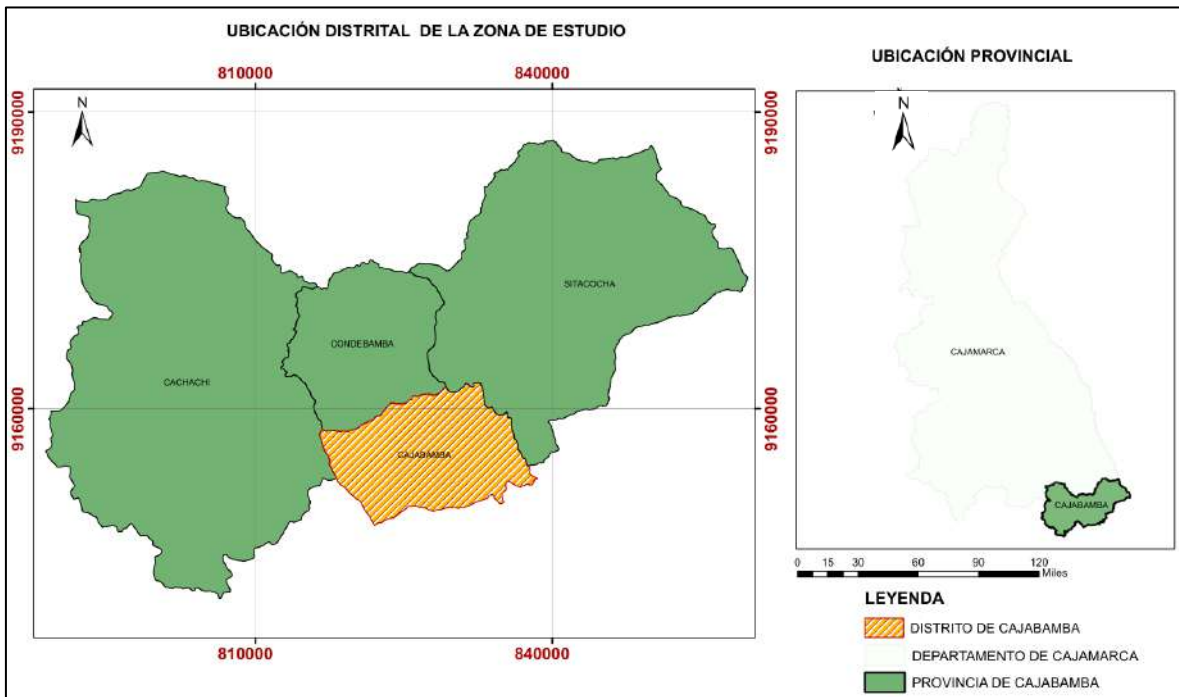 UBICACIÓN DISTRITAL DE LA ZONA DE ESTUDIO
810000
840000
9190000
9190000
N
SITACOCHA
CONDEBAMBA
CACHACHI
9160000
9160000
CAJABAMBA
810000
840000
UBICACIÓN PROVINCIAL
N
CAJAMARCA
CAJABAMBA
0 15 30 60 90 120
Miles
LEYENDA
DISTRITO DE CAJABAMBA
DEPARTAMENTO DE CAJAMARCA
PROVINCIA DE CAJABAMBA